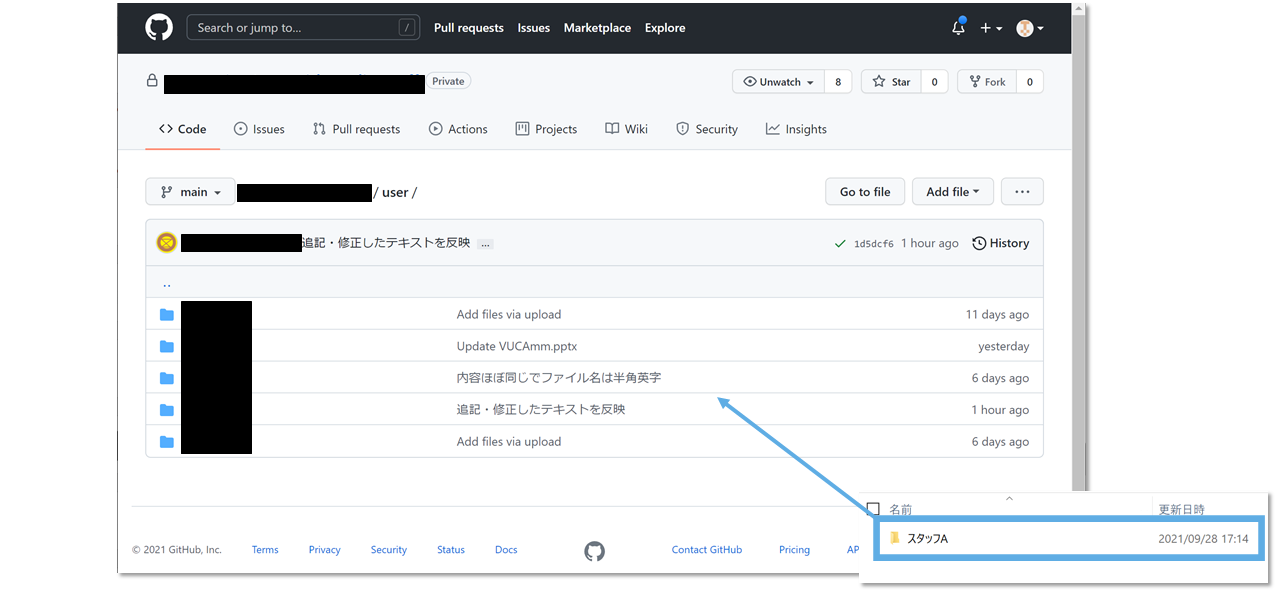 Search or jump to... / Pull requests Issues Marketplace Explore
Private Unwatch 8 Star 0 Fork 0
Code Issues Pull requests Actions Projects Wiki Security Insights
main / user / Go to file Add file ...
追記・修正したテキストを反映 ... 1d5dcf6 1 hour ago History
..
Add files via upload 11 days ago
Update VUCAmm.pptx yesterday
内容ほぼ同じでファイル名は半角英字 6 days ago
追記・修正したテキストを反映 1 hour ago
Add files via upload 6 days ago
名前 更新日時
スタッフA 2021/09/28 17:14
© 2021 GitHub, Inc. Terms Privacy Security Status Docs Contact GitHub Pricing AP